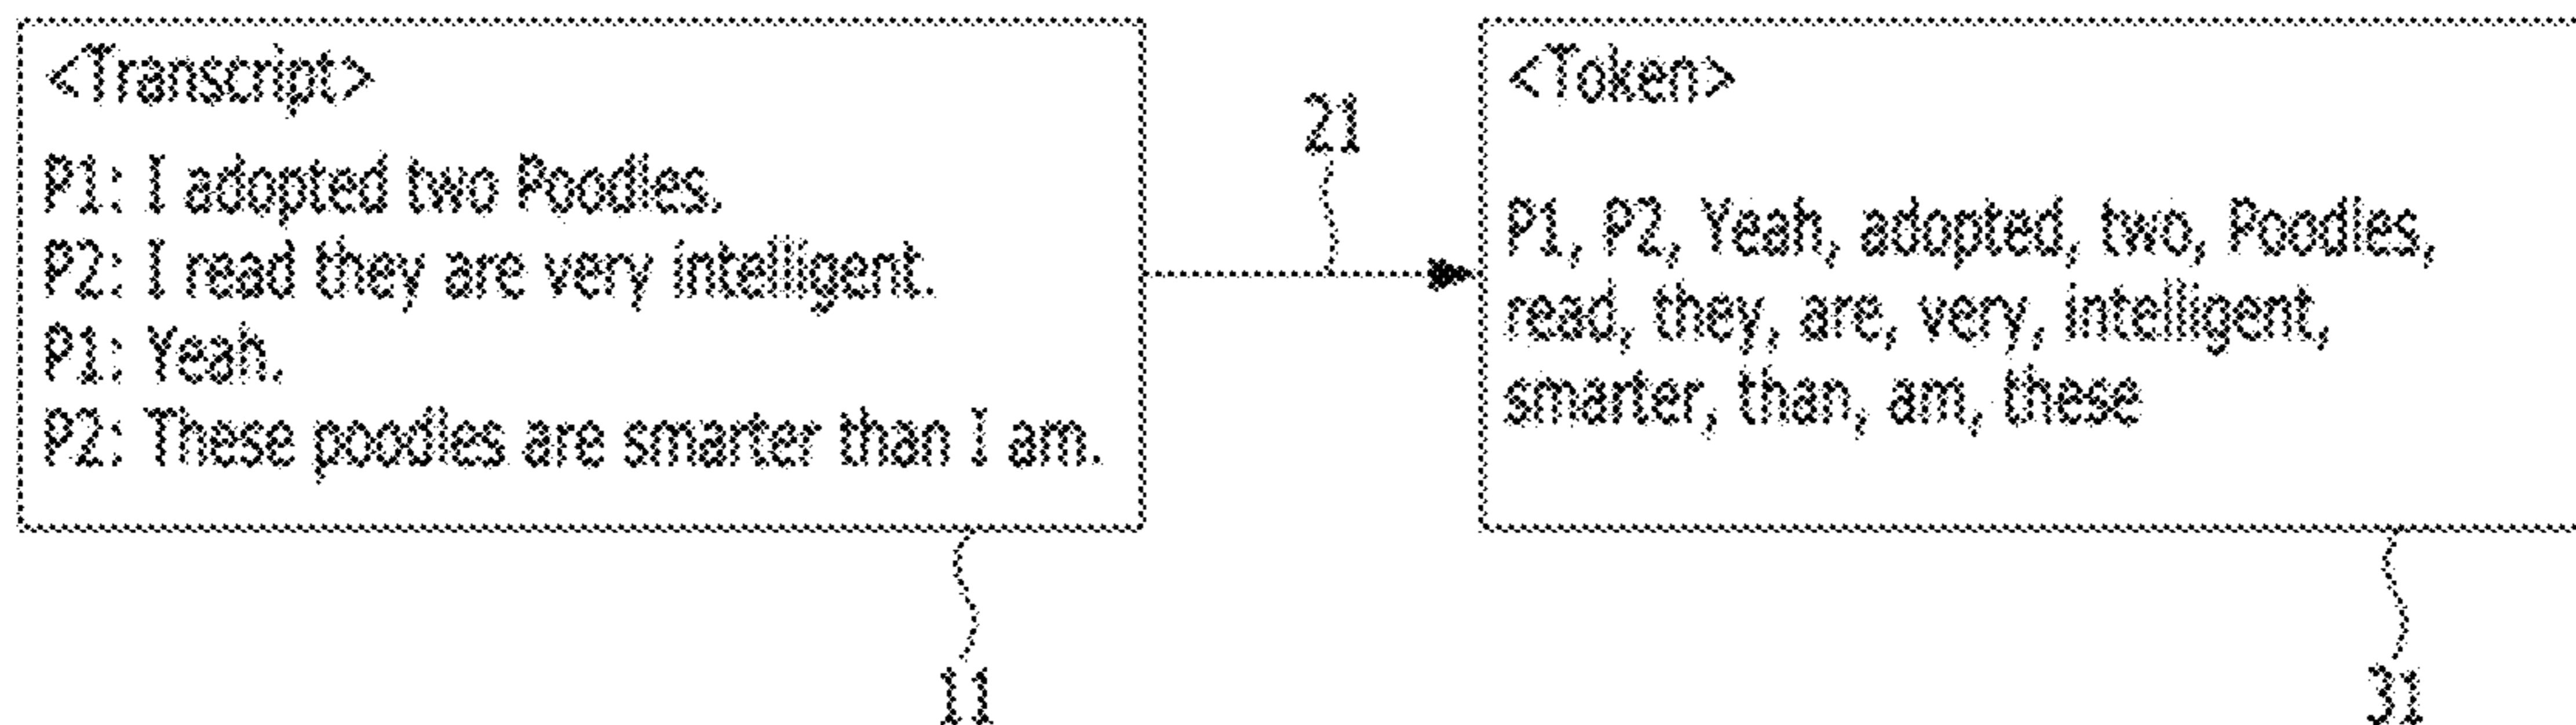 <Transcript>
P1: I adopted two Poodles.
P2: I read they are very intelligent.
P1: Yeah.
P2: These poodles are smarter than I am.
21
<Token>
P1, P2, Yeah, adopted, two, Poodles,
read, they, are, very, intelligent,
smarter, than, am, these
11
31